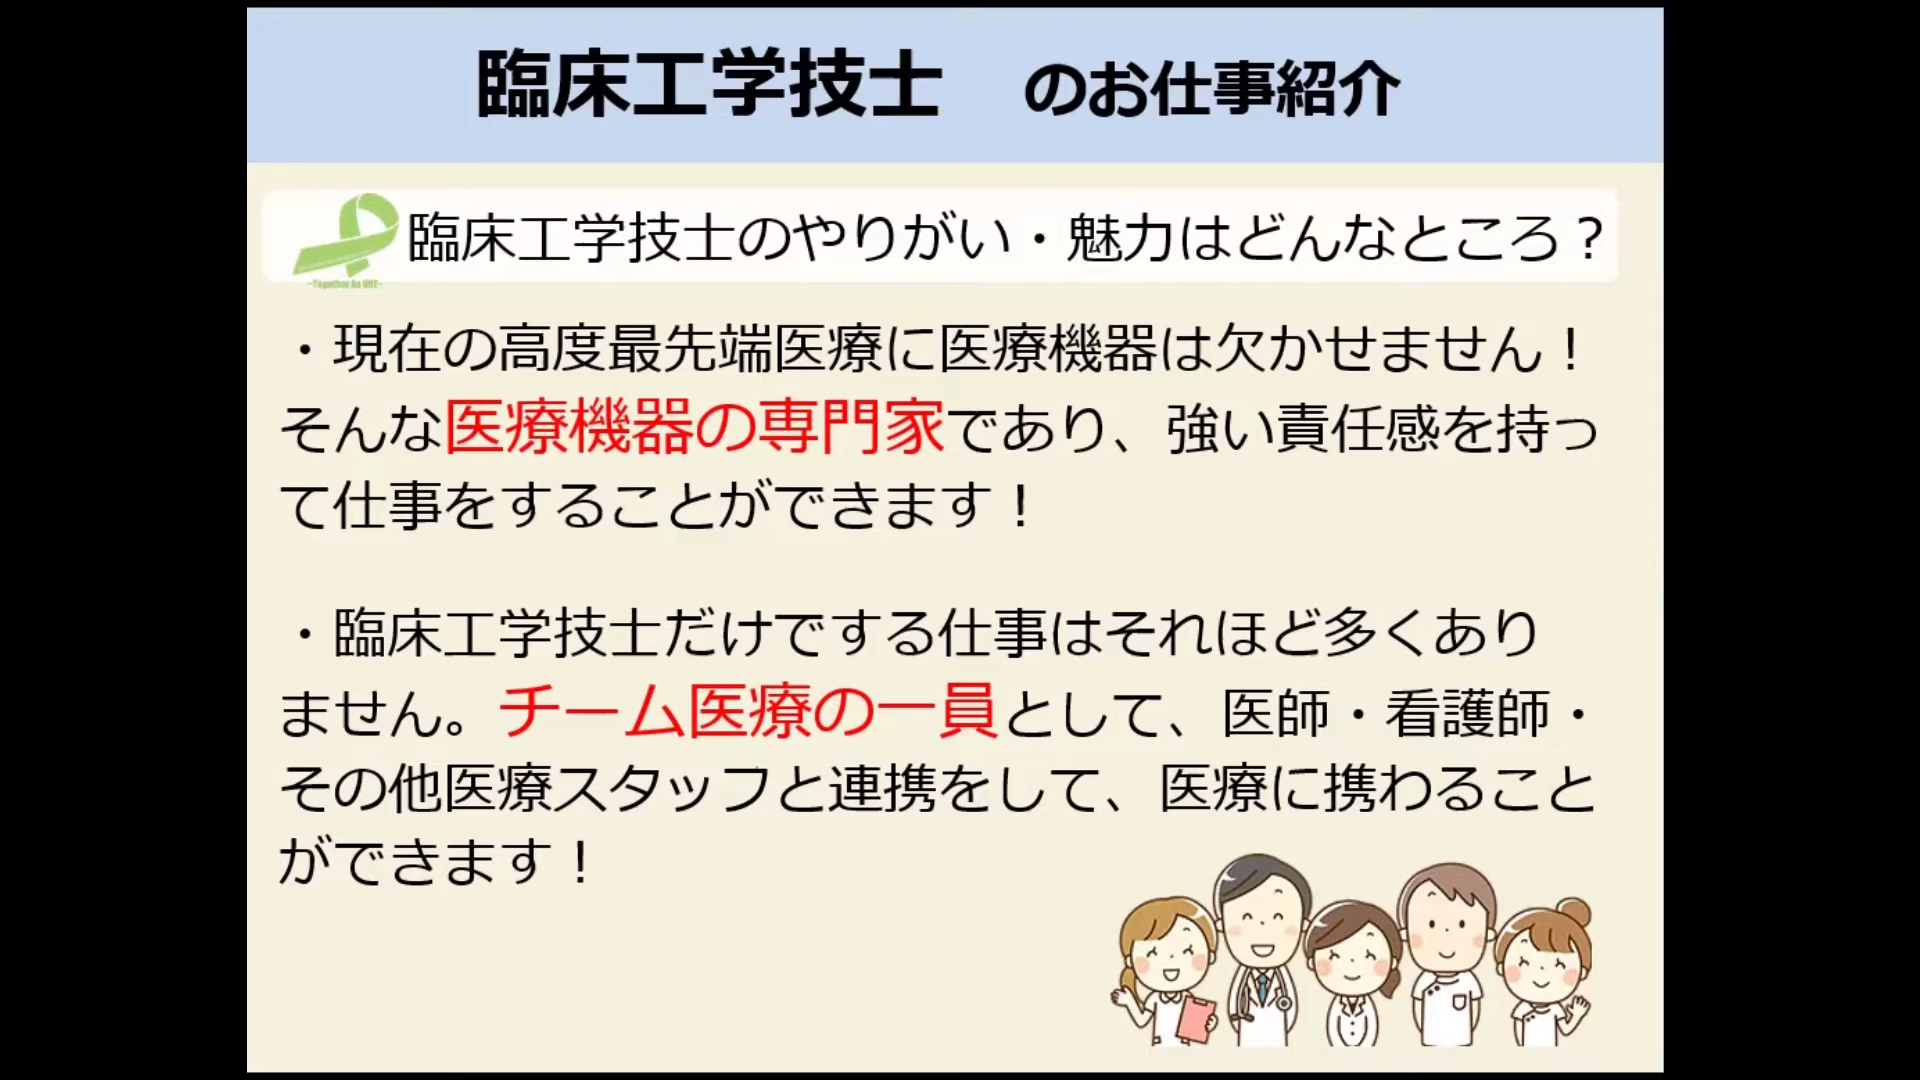 臨床工学技士　のお仕事紹介
臨床工学技士のやりがい・魅力はどんなところ？
~Together As ONE~
・現在の高度最先端医療に医療機器は欠かせません！
そんな医療機器の専門家であり、強い責任感を持っ
て仕事をすることができます！
・臨床工学技士だけでする仕事はそれほど多くあり
ません。チーム医療の一員として、医師・看護師・
その他医療スタッフと連携をして、医療に携わること
ができます！